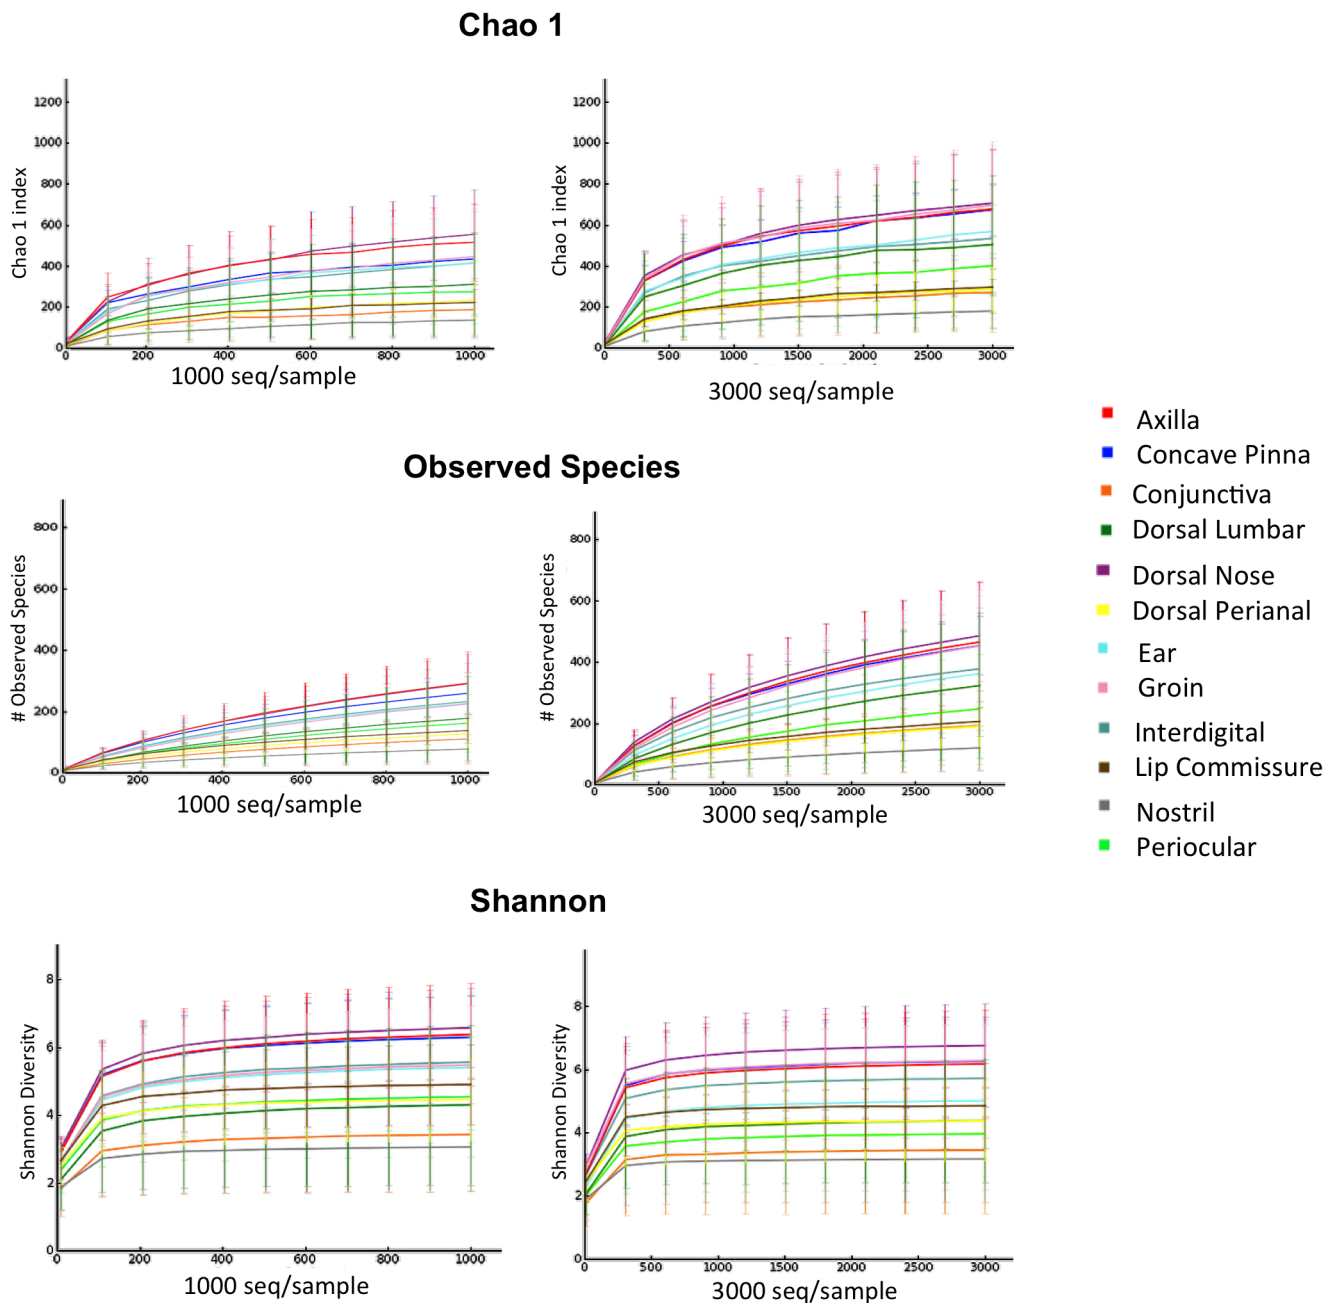 Chao 1
1200
1000
800
600
400
200
0
Chao 1 index
0 200 400 600 800 1000
1000 seq/sample
1200
1000
800
600
400
200
0
Chao 1 index
0 500 1000 1500 2000 2500 3000
3000 seq/sample
Axilla
Concave Pinna
Conjunctiva
Dorsal Lumbar
Dorsal Nose
Dorsal Perianal
Ear
Groin
Interdigital
Lip Commissure
Nostril
Periocular
Observed Species
800
600
400
200
0
# Observed Species
0 200 400 600 800 1000
1000 seq/sample
800
600
400
200
0
# Observed Species
0 500 1000 1500 2000 2500 3000
3000 seq/sample
Shannon
8
6
4
2
0
Shannon Diversity
0 200 400 600 800 1000
1000 seq/sample
8
6
4
2
0
Shannon Diversity
0 500 1000 1500 2000 2500 3000
3000 seq/sample